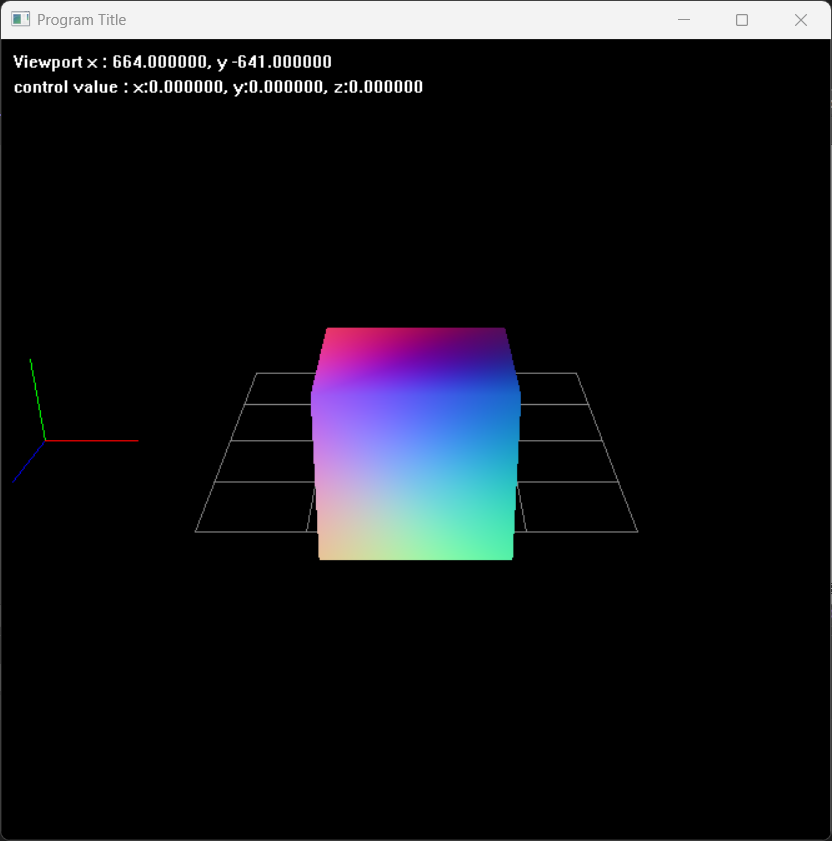 Program Title
Viewport x : 664.000000, y -641.000000
control value : x:0.000000, y:0.000000, z:0.000000